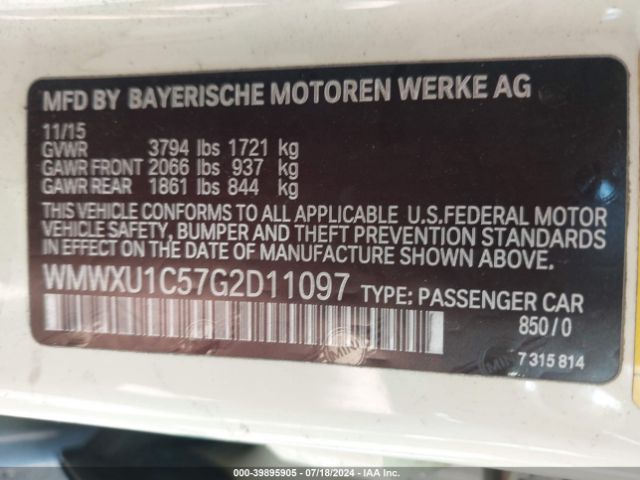 MFD BY BAYERISCHE MOTOREN WERKE AG
11/15
GVWR 3794 lbs 1721 kg
GAWR FRONT 2066 lbs 937 kg
GAWR REAR 1861 lbs 844 kg
THIS VEHICLE CONFORMS TO ALL APPLICABLE U.S.FEDERAL MOTOR
VEHICLE SAFETY, BUMPER AND THEFT PREVENTION STANDARDS
IN EFFECT ON THE DATE OF MANUFACTURE SHOWN ABOVE.
WMWXU1C57G2D11097 TYPE: PASSENGER CAR
850/0
MINI
7 315 814
000-39895905 - 07/18/2024 - IAA Inc.